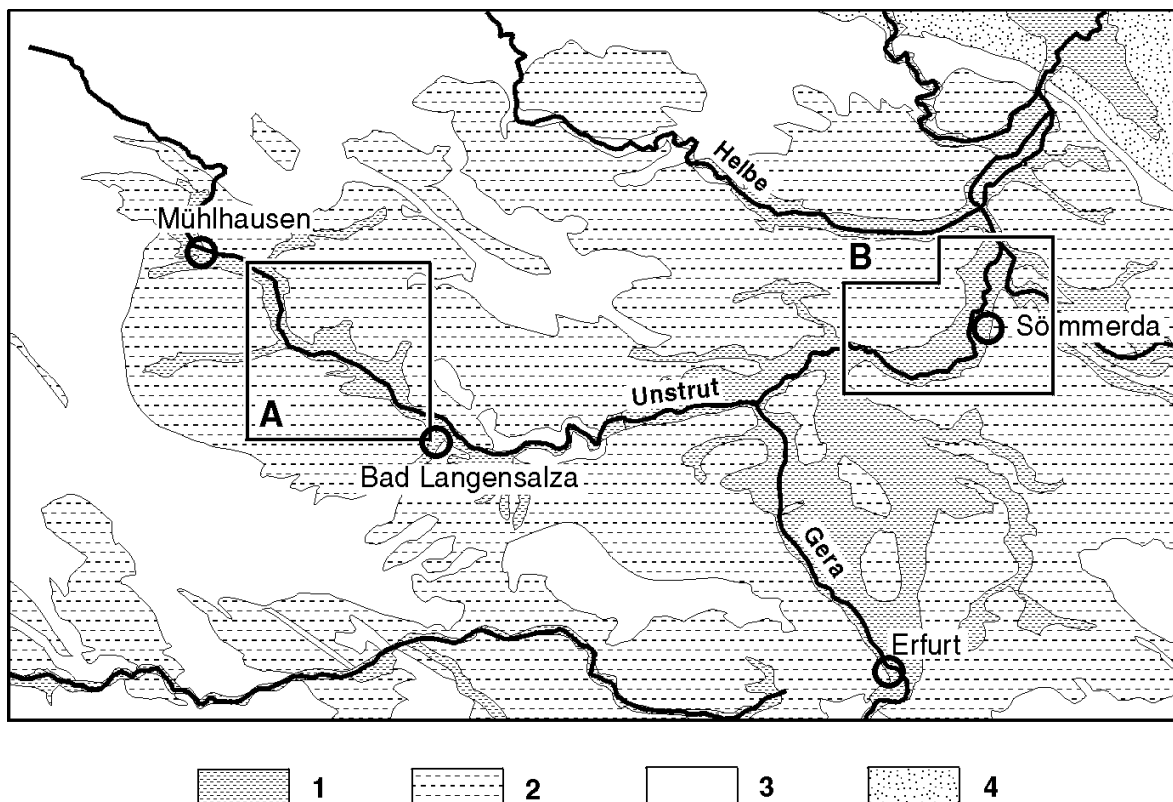 Helbe
Mühlhausen
B
Sömmerda
Unstrut
A
Bad Langensalza
Gera
Erfurt
1
2
3
4